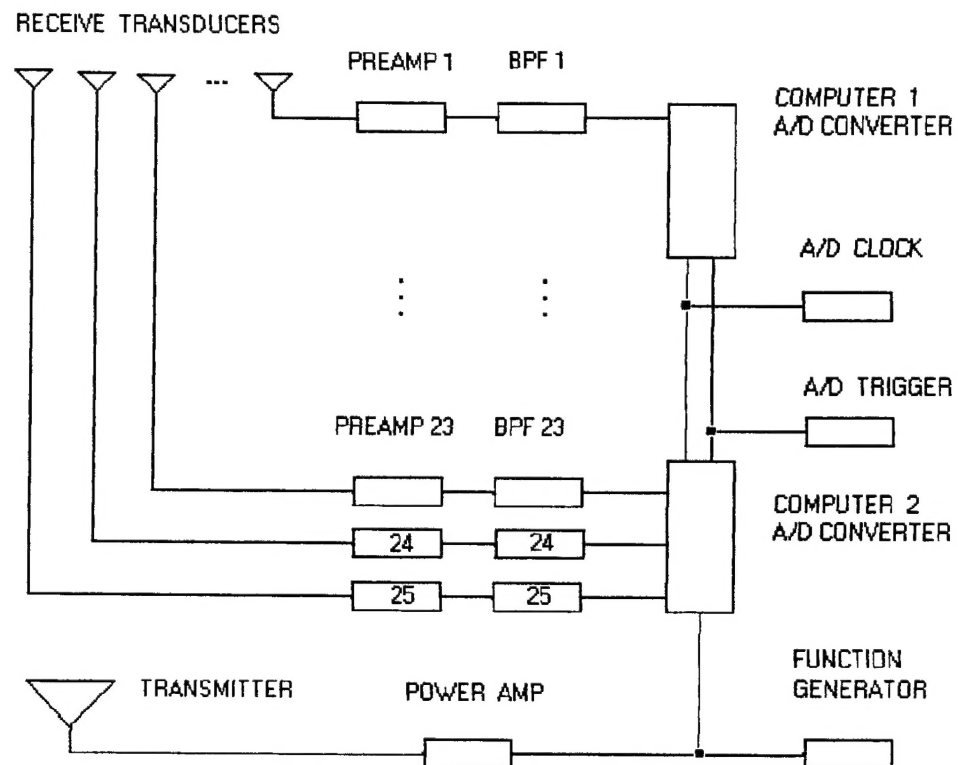 RECEIVE TRANSDUCERS
...
PREAMP 1 BPF 1
COMPUTER 1
A/D CONVERTER
A/D CLOCK
A/D TRIGGER
PREAMP 23 BPF 23
COMPUTER 2
A/D CONVERTER
24 24
25 25
FUNCTION
GENERATOR
TRANSMITTER
POWER AMP